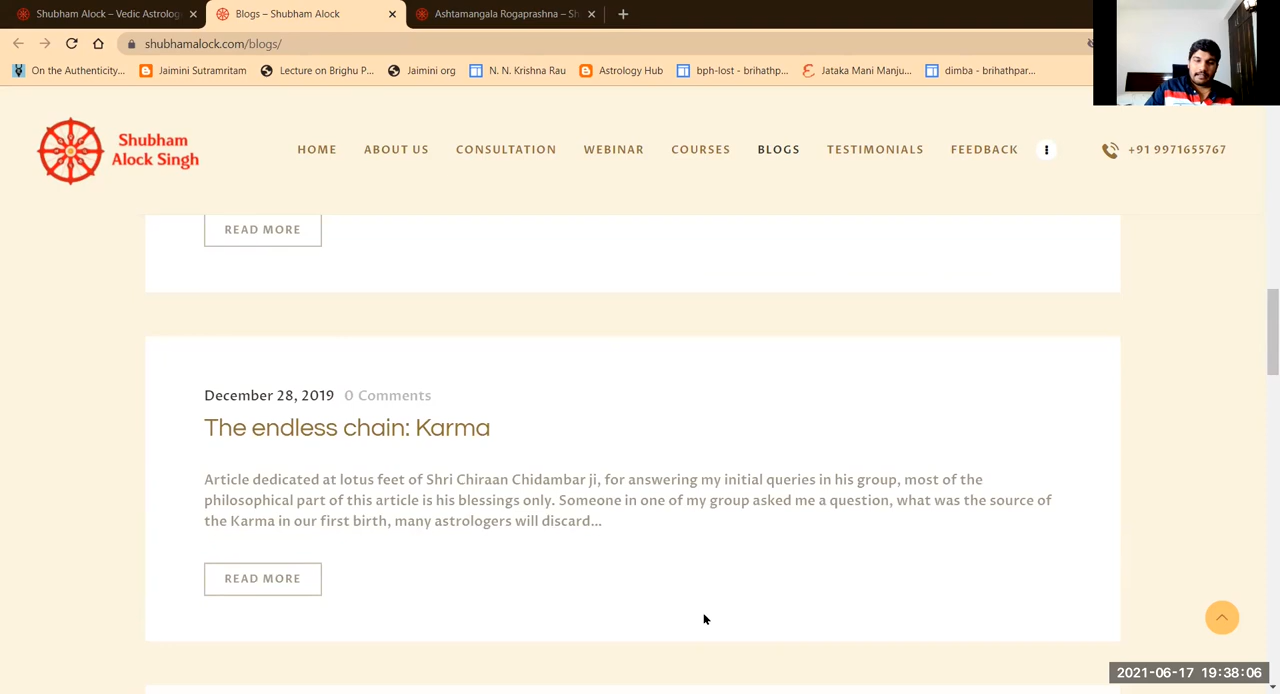 Shubham Alock – Vedic Astrolog
Blogs – Shubham Alock
Ashtamangala Rogaprashna – Sh
shubhamalock.com/blogs/
On the Authenticity...
Jaimini Sutramritam
Lecture on Brighu P...
Jaimini org
N. N. Krishna Rau
Astrology Hub
bph-lost - brihathp...
Jataka Mani Manju...
dimba - brihathpar...
Shubham
Alock Singh
HOME ABOUT US CONSULTATION WEBINAR COURSES BLOGS TESTIMONIALS FEEDBACK
+91 9971655767
READ MORE
December 28, 2019 0 Comments
The endless chain: Karma
Article dedicated at lotus feet of Shri Chiraan Chidambar ji, for answering my initial queries in his group, most of the
philosophical part of this article is his blessings only. Someone in one of my group asked me a question, what was the source of
the Karma in our first birth, many astrologers will discard...
READ MORE
2021-06-17 19:38:06